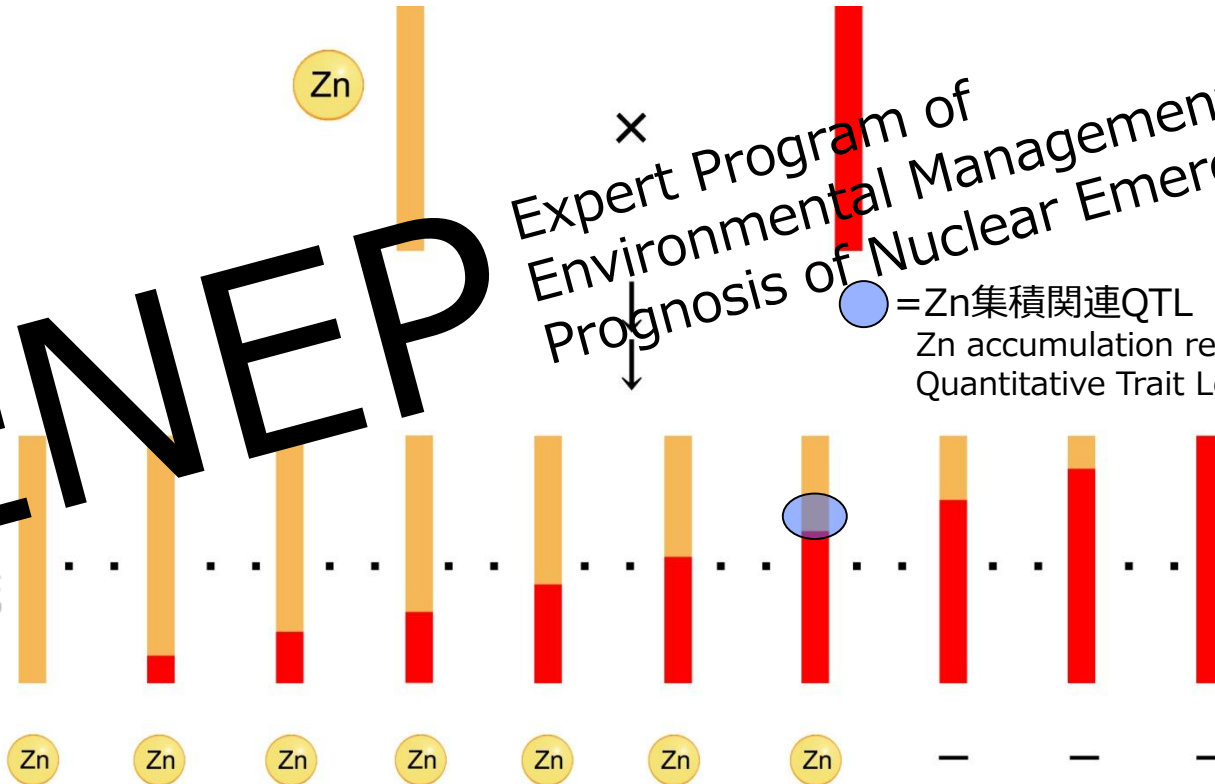 Zn
×
Expert Program of
Environmental Management
Prognosis of Nuclear Emer
NEP
=Zn集積関連QTL
Zn accumulation re
Quantitative Trait L
Zn Zn Zn Zn Zn Zn Zn — — —